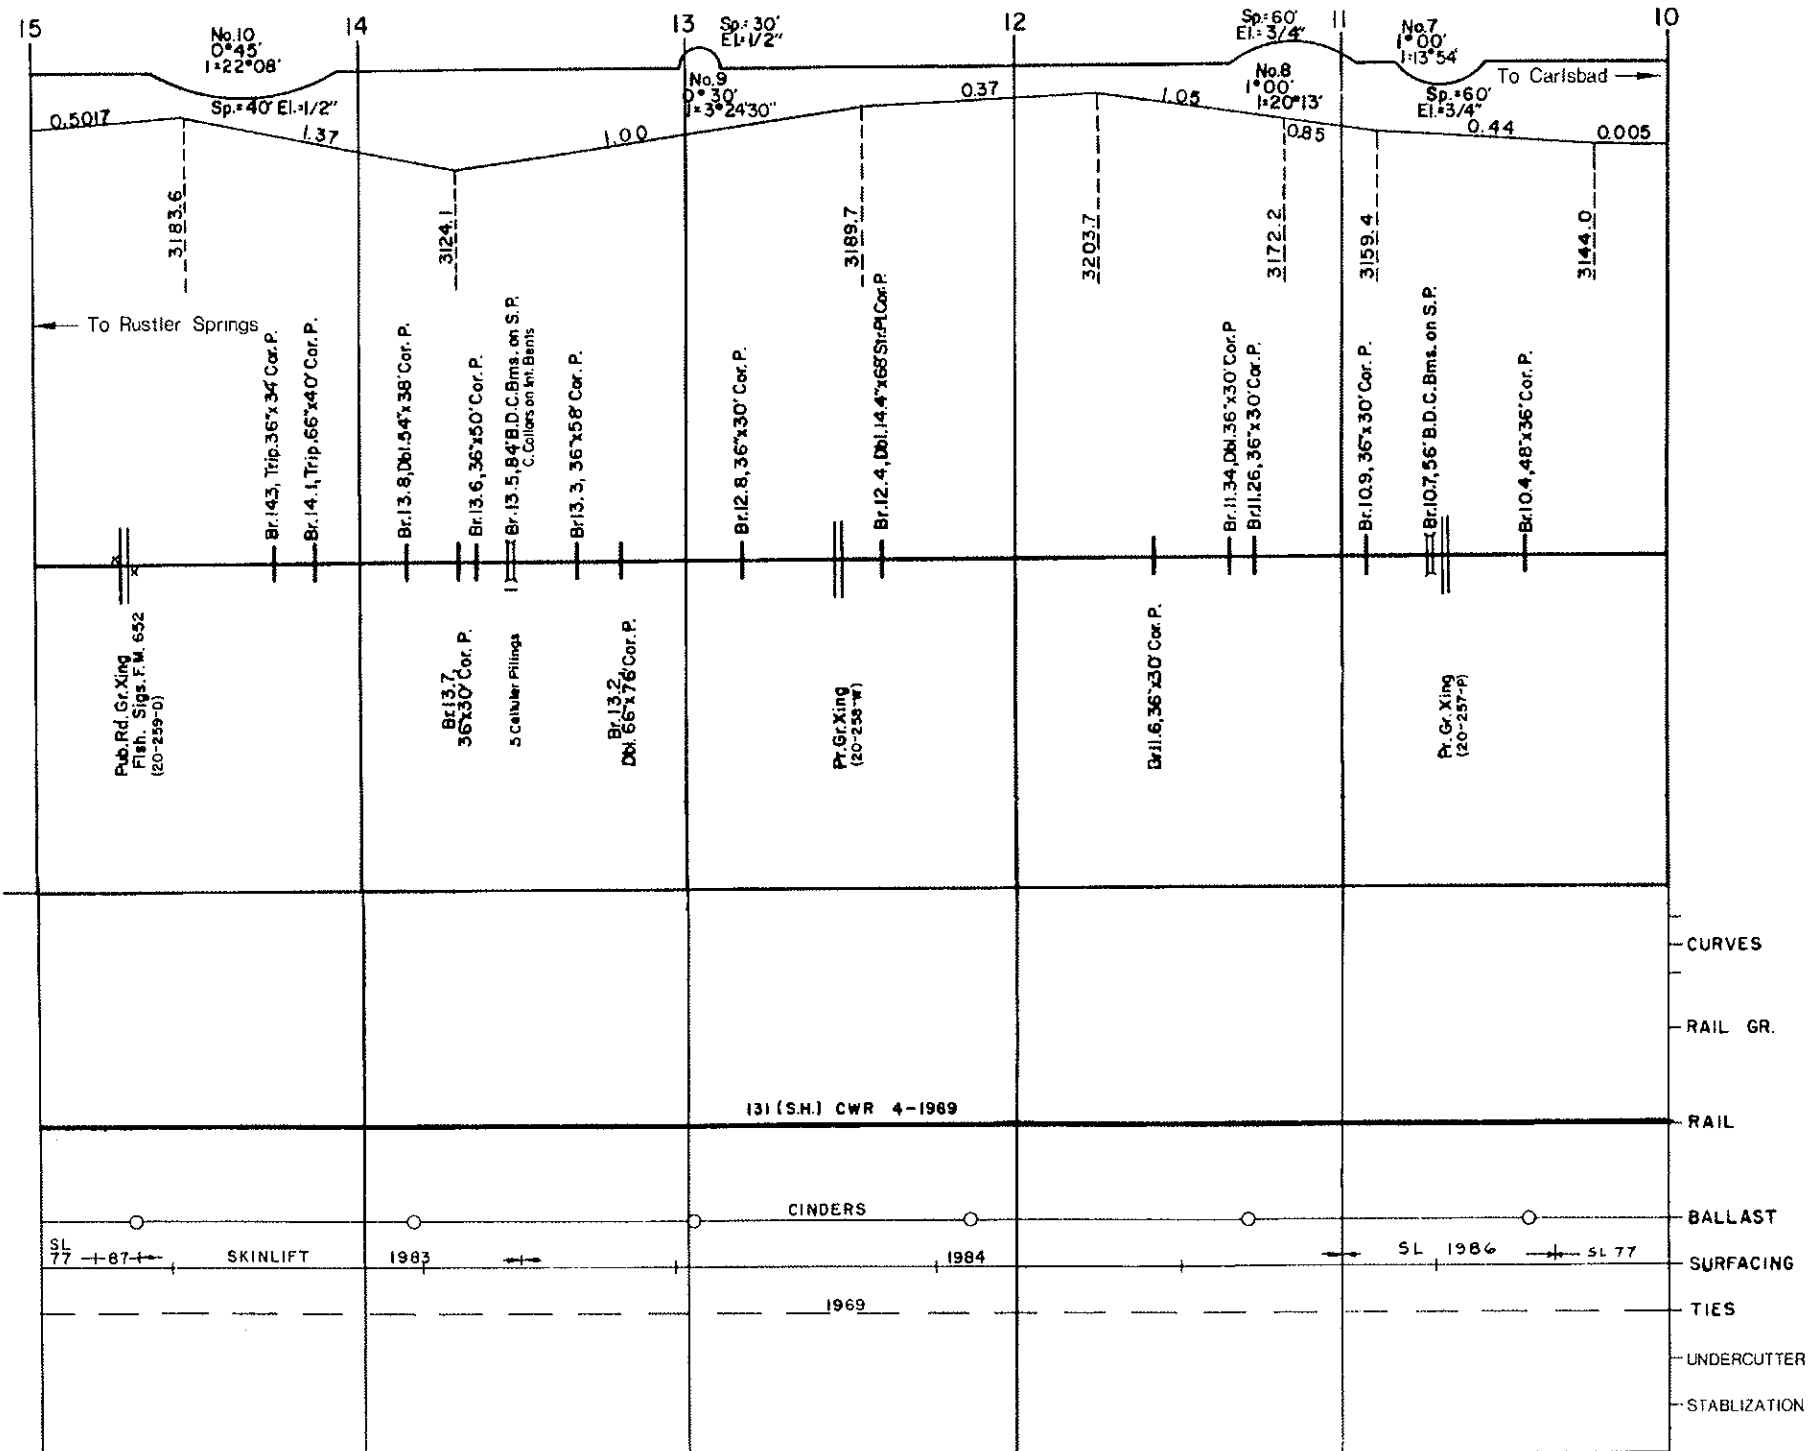 15
14
13
12
11
10
No.10
0°45'
I=22°08'
Sp.=40' El.=1/2"
Sp.=30'
El.=1/2"
No.9
0°30'
I=3°24'30"
Sp.=60'
El.=3/4"
No.8
1°00'
I=20°13'
No.7
1°00'
I=13°54'
Sp.=60'
El.=3/4"
To Carlsbad
0.5017
1.37
1.00
0.37
1.05
0.85
0.44
0.005
3183.6
3124.1
3189.7
3203.7
3172.2
3159.4
3144.0
To Rustler Springs
Br.14.3, Trip.36"x34' Cor. P.
Br.14.1, Trip.66"x40' Cor. P.
Br.13.8, Dbl.54"x38' Cor. P.
Br.13.6, 36"x50' Cor. P.
Br.13.5, 84' B.D.C. Bms. on S.P.
C. Collars on Int. Bents
Br.13.3, 36"x58' Cor. P.
Br.12.8, 36"x30' Cor. P.
Br.12.4, Dbl.14.4"x68' Str. Pl. Cor. P.
Br.11.34, Dbl.36"x30' Cor. P
Br.11.26, 36"x30' Cor. P.
Br.10.9, 36"x30' Cor. P.
Br.10.7, 56' B.D.C. Bms. on S.P.
Br.10.4, 48"x36' Cor. P.
x
x
Pub. Rd. Gr. Xing
Flsh. Sigs. F.M. 652
(20-259-D)
Br.13.7
36"x30' Cor. P.
5 Celluler Pilings
Br.13.2,
Dbl. 66"x76' Cor. P.
Pr. Gr. Xing
(20-258-W)
Br.11.6, 36"x30' Cor. P.
Pr. Gr. Xing
(20-257-P)
CURVES
RAIL GR.
131 (S.H.) CWR 4-1969
RAIL
CINDERS
BALLAST
SL
77
87
SKINLIFT
1983
1984
SL 1986
SL 77
SURFACING
1969
TIES
UNDERCUTTER
STABLIZATION